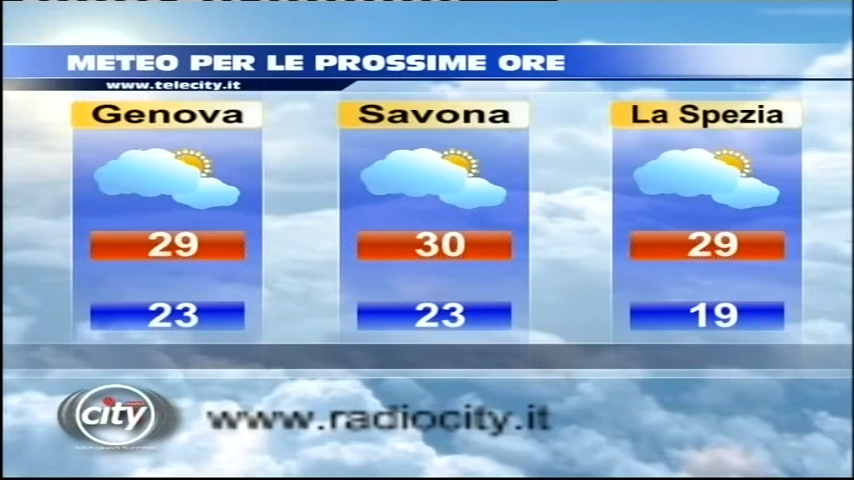 METEO PER LE PROSSIME ORE
www.telecity.it
Genova Savona La Spezia
29 30 29
23 23 19
city www.radiocity.it